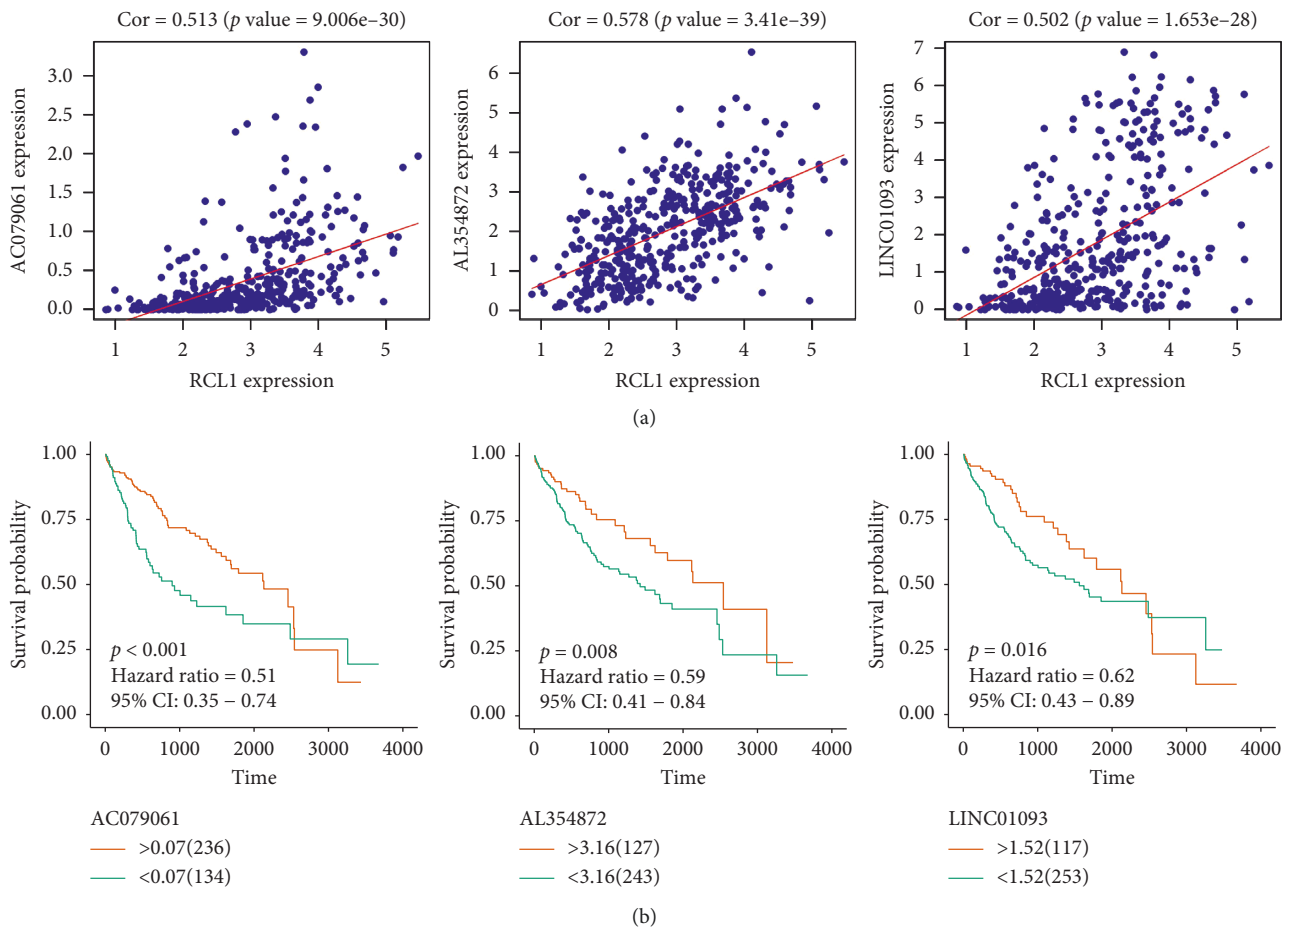 Cor = 0.513 (p value = 9.006e–30)
AC079061 expression
3.0
2.5
2.0
1.5
1.0
0.5
0.0
1 2 3 4 5
RCL1 expression
Cor = 0.578 (p value = 3.41e–39)
AL354872 expression
6
5
4
3
2
1
0
1 2 3 4 5
RCL1 expression
Cor = 0.502 (p value = 1.653e–28)
LINC01093 expression
7
6
5
4
3
2
1
0
1 2 3 4 5
RCL1 expression
(a)
Survival probability
1.00
0.75
0.50
0.25
0.00
p < 0.001
Hazard ratio = 0.51
95% CI: 0.35 − 0.74
0 1000 2000 3000 4000
Time
AC079061
>0.07(236)
<0.07(134)
Survival probability
1.00
0.75
0.50
0.25
0.00
p = 0.008
Hazard ratio = 0.59
95% CI: 0.41 − 0.84
0 1000 2000 3000 4000
Time
AL354872
>3.16(127)
<3.16(243)
Survival probability
1.00
0.75
0.50
0.25
0.00
p = 0.016
Hazard ratio = 0.62
95% CI: 0.43 − 0.89
0 1000 2000 3000 4000
Time
LINC01093
>1.52(117)
<1.52(253)
(b)